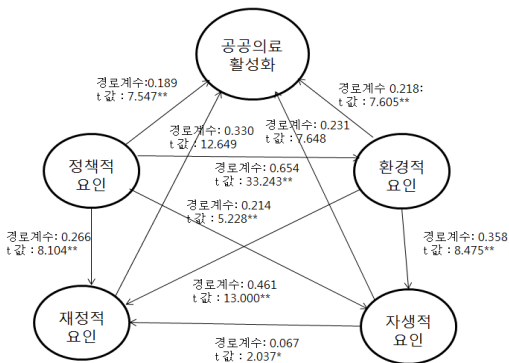 공공의료
활성화
경로계수:0.189
t 값 : 7.547**
경로계수 0.218:
t 값 : 7.605**
경로계수: 0.330
t 값 : 12.649
경로계수: 0.231
t 값 : 7.648
정책적
요인
경로계수: 0.654
t 값 : 33.243**
환경적
요인
경로계수: 0.214
t 값 : 5.228**
경로계수: 0.266
t 값 : 8.104**
경로계수: 0.358
t 값 : 8.475**
경로계수: 0.461
t 값 : 13.000**
재정적
요인
자생적
요인
경로계수: 0.067
t 값 : 2.037*